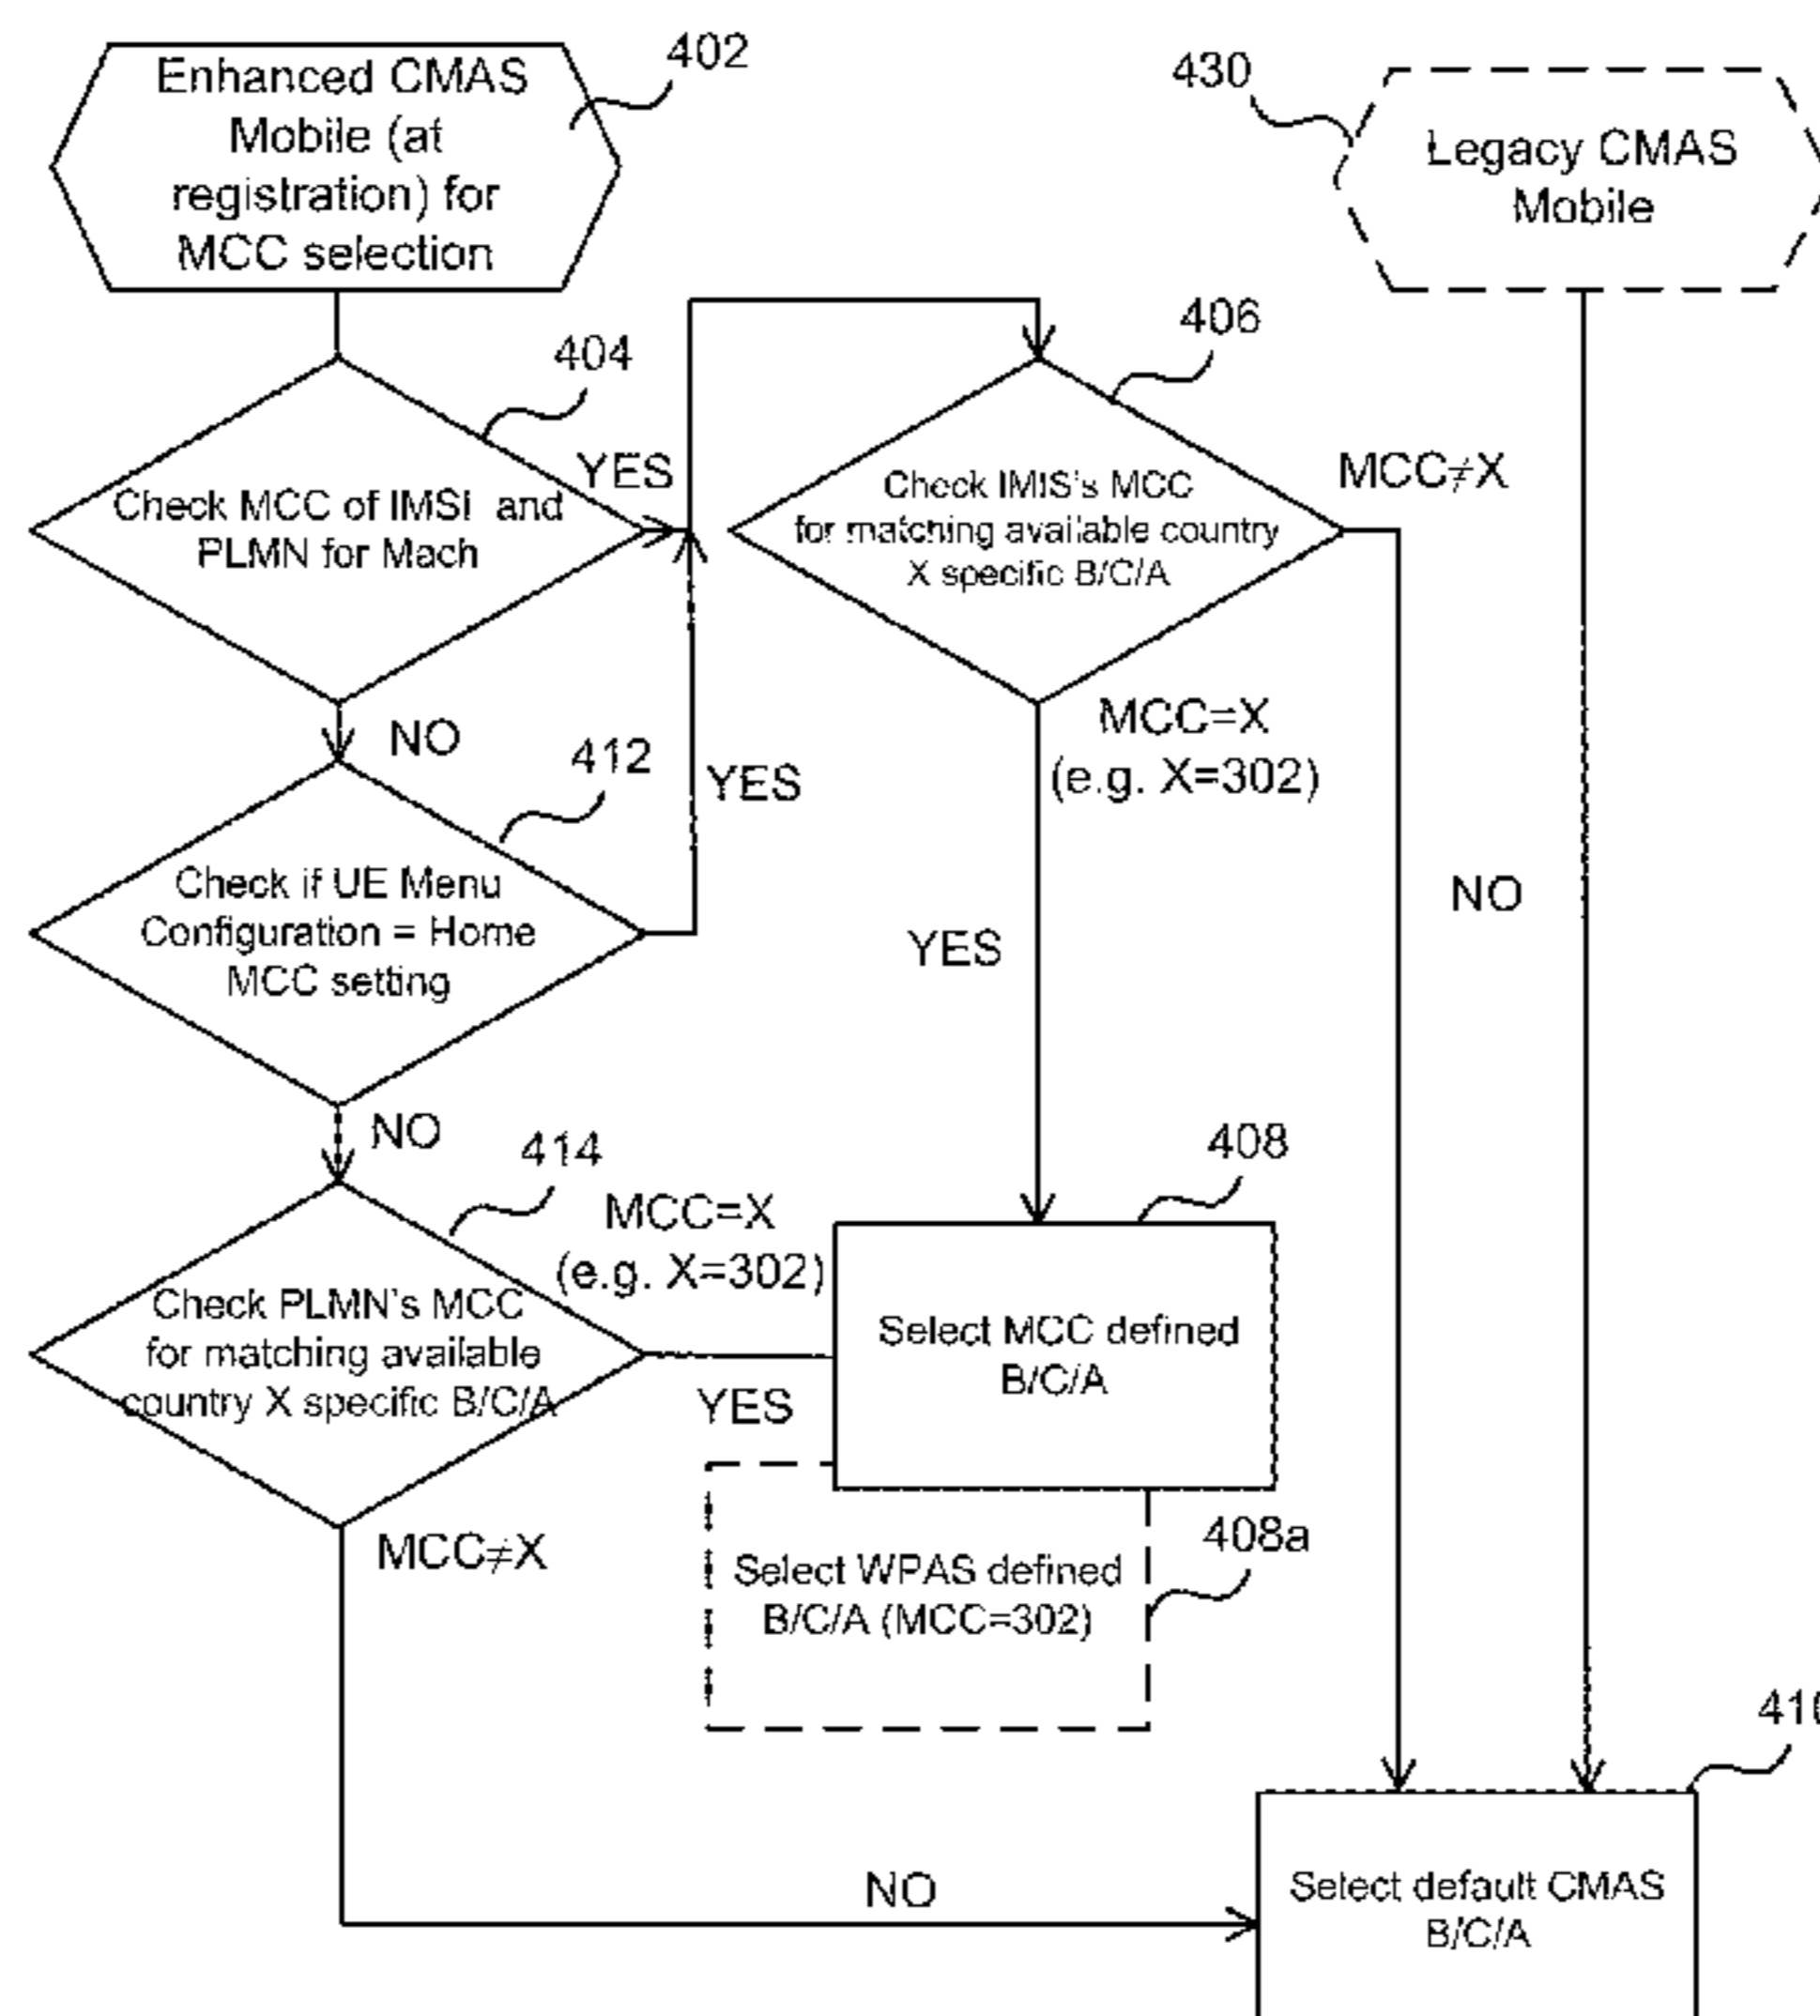 Enhanced CMAS
Mobile (at
registration) for
MCC selection
402
430
Legacy CMAS
Mobile
404
YES
Check MCC of IMSI and
PLMN for Mach
NO
406
Check IMIS's MCC
for matching available country
X specific B/C/A
MCC≠X
MCC=X
(e.g. X=302)
412
YES
Check if UE Menu
Configuration = Home
MCC setting
NO
YES
NO
414
MCC=X
(e.g. X=302)
Check PLMN's MCC
for matching available
country X specific B/C/A
YES
MCC≠X
408
Select MCC defined
B/C/A
408a
Select WPAS defined
B/C/A (MCC=302)
NO
410
Select default CMAS
B/C/A